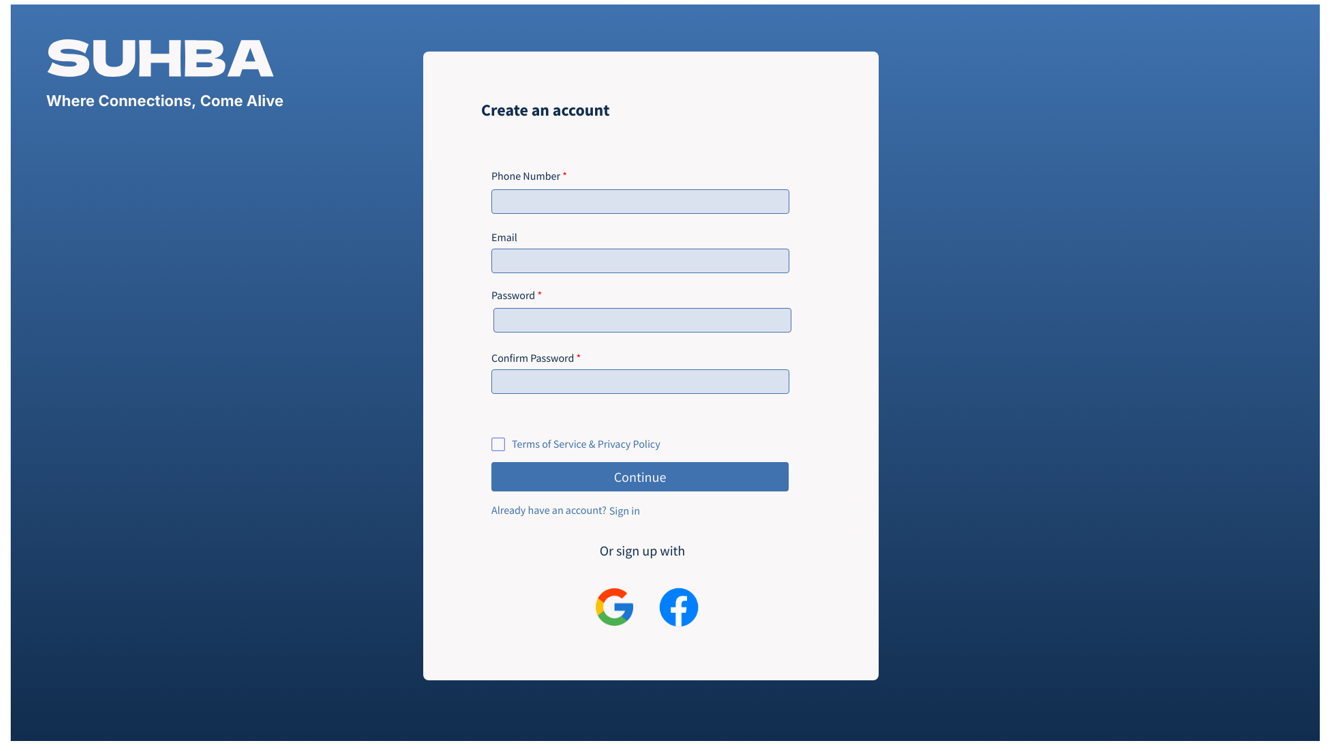 SUHBA
Where Connections, Come Alive
Create an account
Phone Number *
Email
Password *
Confirm Password *
Terms of Service & Privacy Policy
Continue
Already have an account? Sign in
Or sign up with